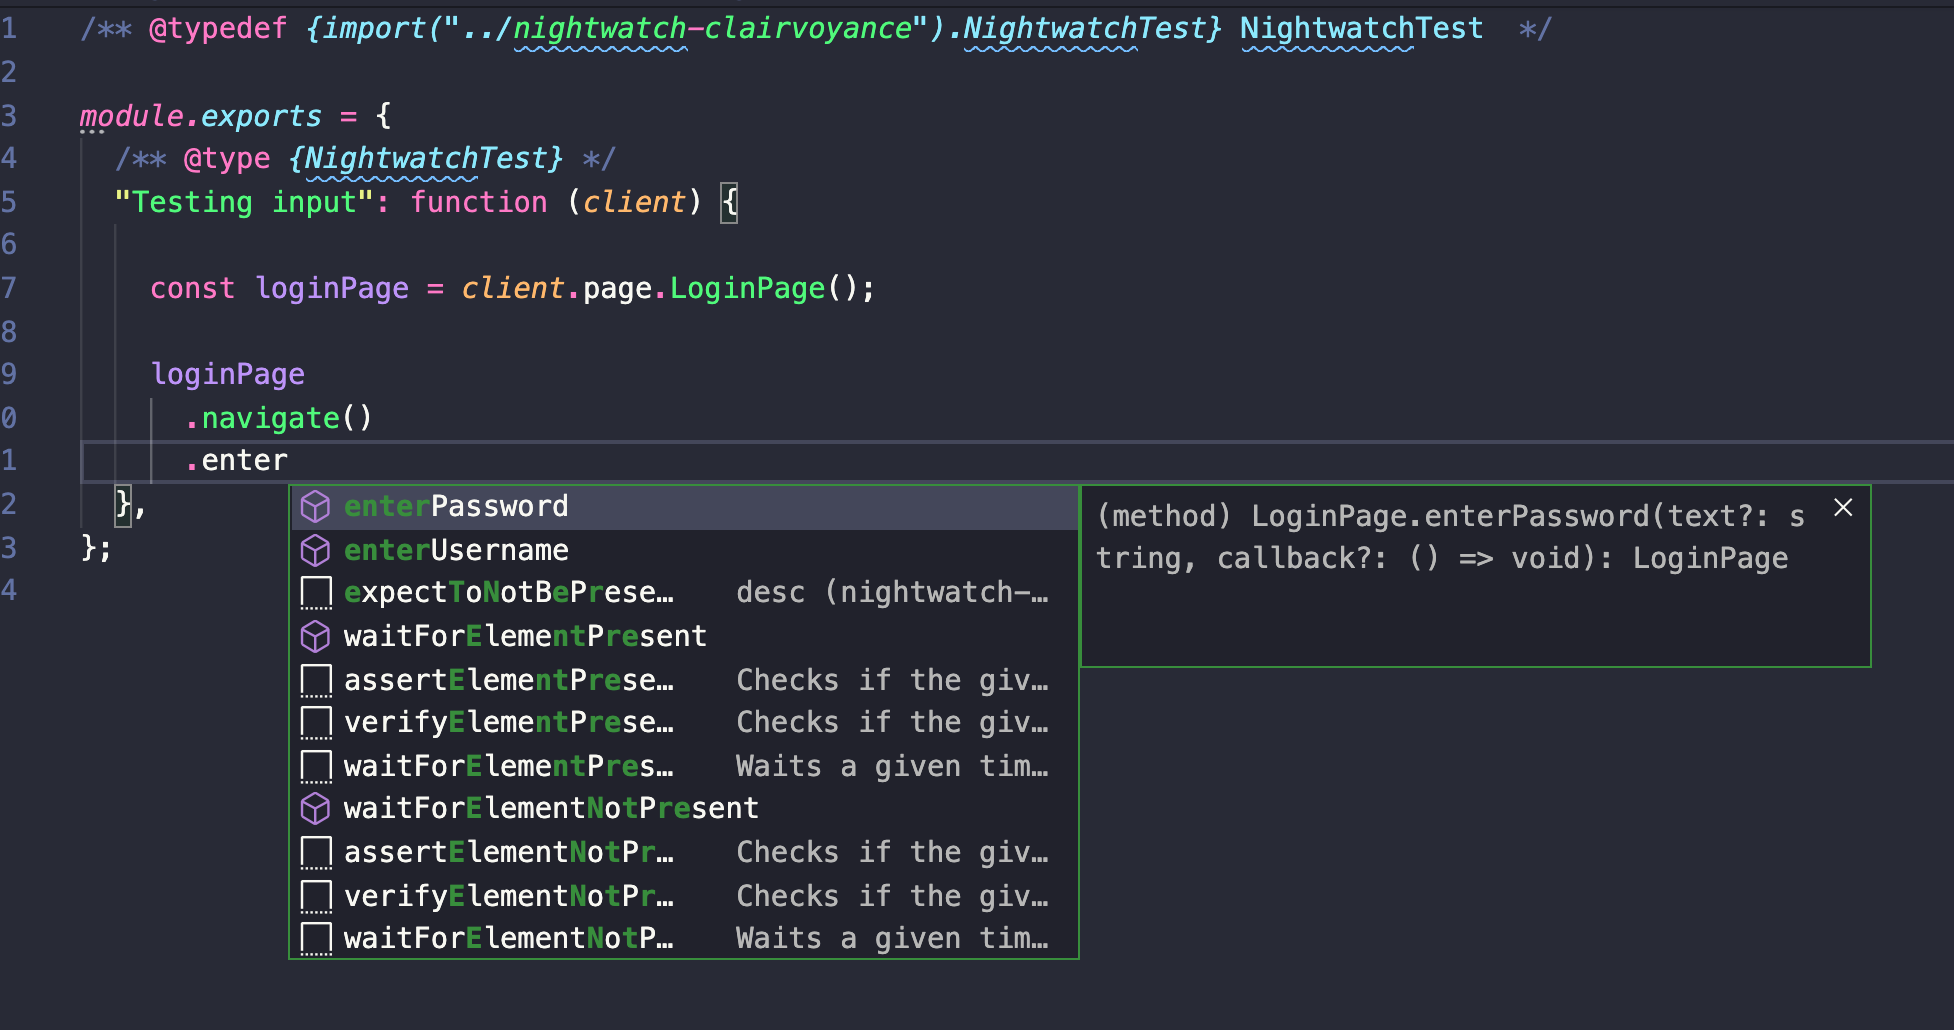 1 /** @typedef {import("../nightwatch-clairvoyance").NightwatchTest} NightwatchTest */
2
3 module.exports = {
4 /** @type {NightwatchTest} */
5 "Testing input": function (client) {
6
7 const loginPage = client.page.LoginPage();
8
9 loginPage
0 .navigate()
1 .enter
2 },
3 };
4
enterPassword
enterUsername
expectToNotBePrese… desc (nightwatch-…
waitForElementPresent
assertElementPrese… Checks if the giv…
verifyElementPrese… Checks if the giv…
waitForElementPres… Waits a given tim…
waitForElementNotPresent
assertElementNotPr… Checks if the giv…
verifyElementNotPr… Checks if the giv…
waitForElementNotP… Waits a given tim…
(method) LoginPage.enterPassword(text?: s
tring, callback?: () => void): LoginPage